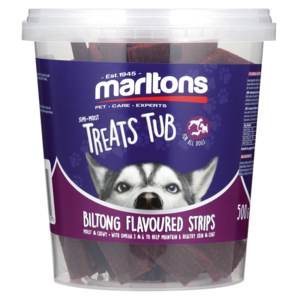 Est.1945
marltons
PET - CARE - EXPERTS
SEMI-MOIST
TREATS TUB
FOR ALL DOGS
BILTONG FLAVOURED STRIPS
MOIST & CHEWY • WITH OMEGA 3 & 6 TO HELP MAINTAIN A HEALTHY SKIN & COAT
500g